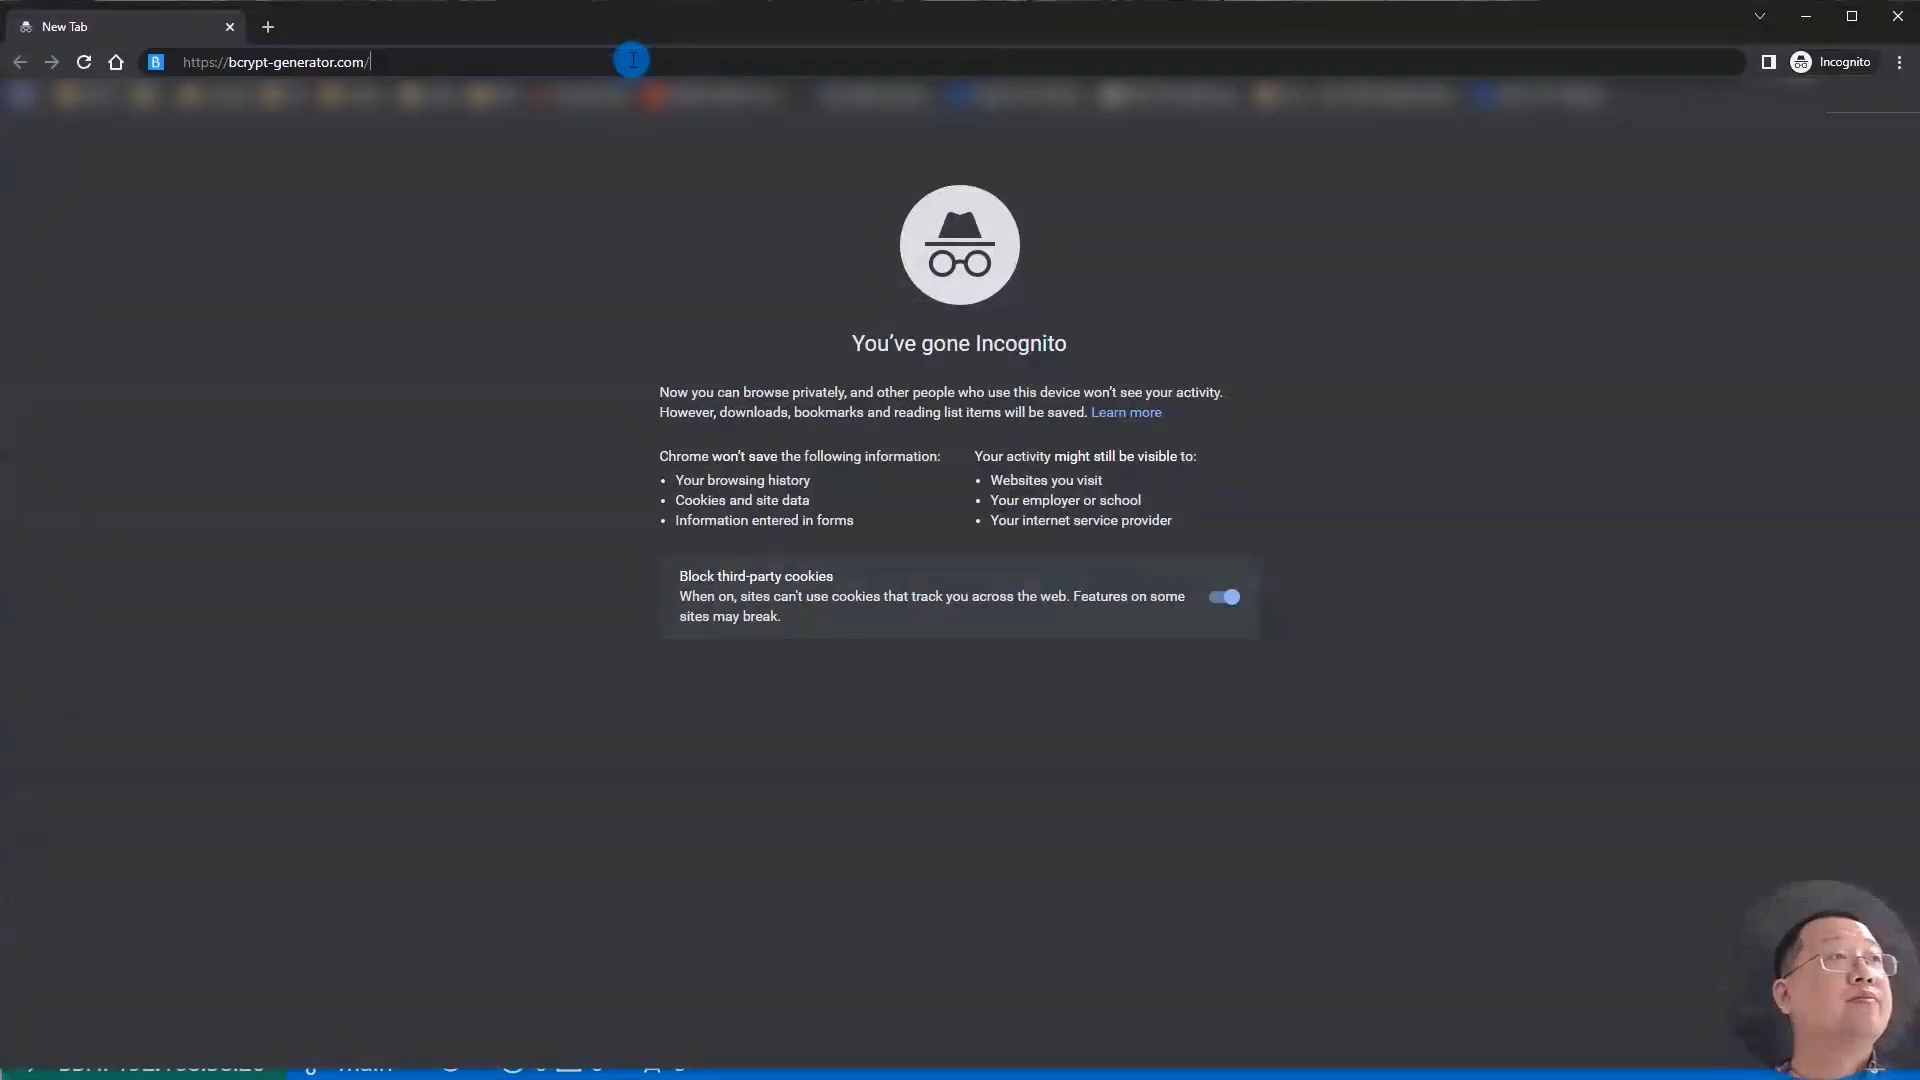 New Tab
https://bcrypt-generator.com/
Incognito
You've gone Incognito
Now you can browse privately, and other people who use this device won't see your activity.
However, downloads, bookmarks and reading list items will be saved. Learn more
Chrome won't save the following information:
• Your browsing history
• Cookies and site data
• Information entered in forms
Your activity might still be visible to:
• Websites you visit
• Your employer or school
• Your internet service provider
Block third-party cookies
When on, sites can't use cookies that track you across the web. Features on some
sites may break.